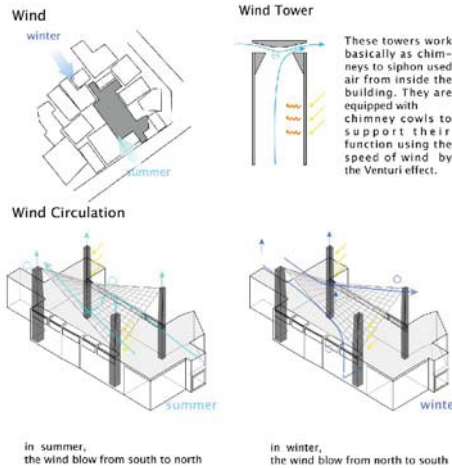 Wind
winter
summer
Wind Tower
These towers work
basically as chim-
neys to siphon used
air from inside the
building. They are
equipped with
chimney cowls to
support their
function using the
speed of wind by
the Venturi effect.
Wind Circulation
summer
winte
in summer,
the wind blow from south to north
in winter,
the wind blow from north to south